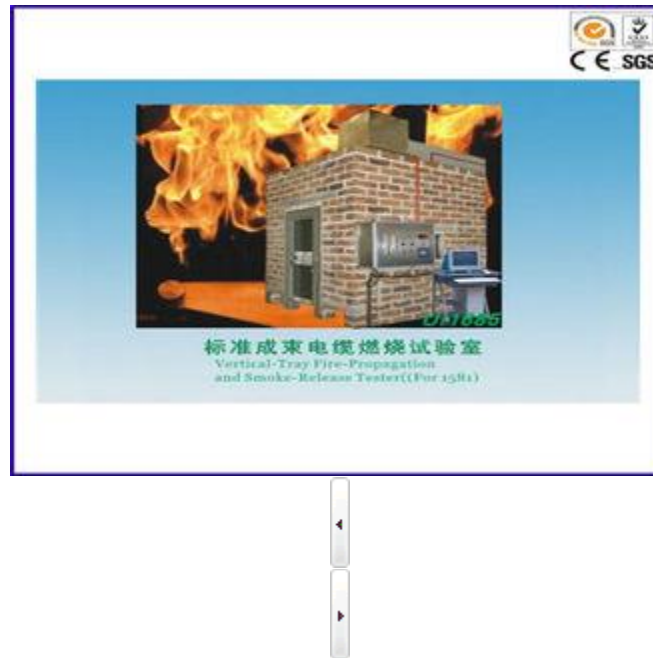 CE SGS
UL1685
标准成束电缆燃烧试验室
Vertical-Tray Fire-Propagation
and Smoke-Release Tester((For 1581)